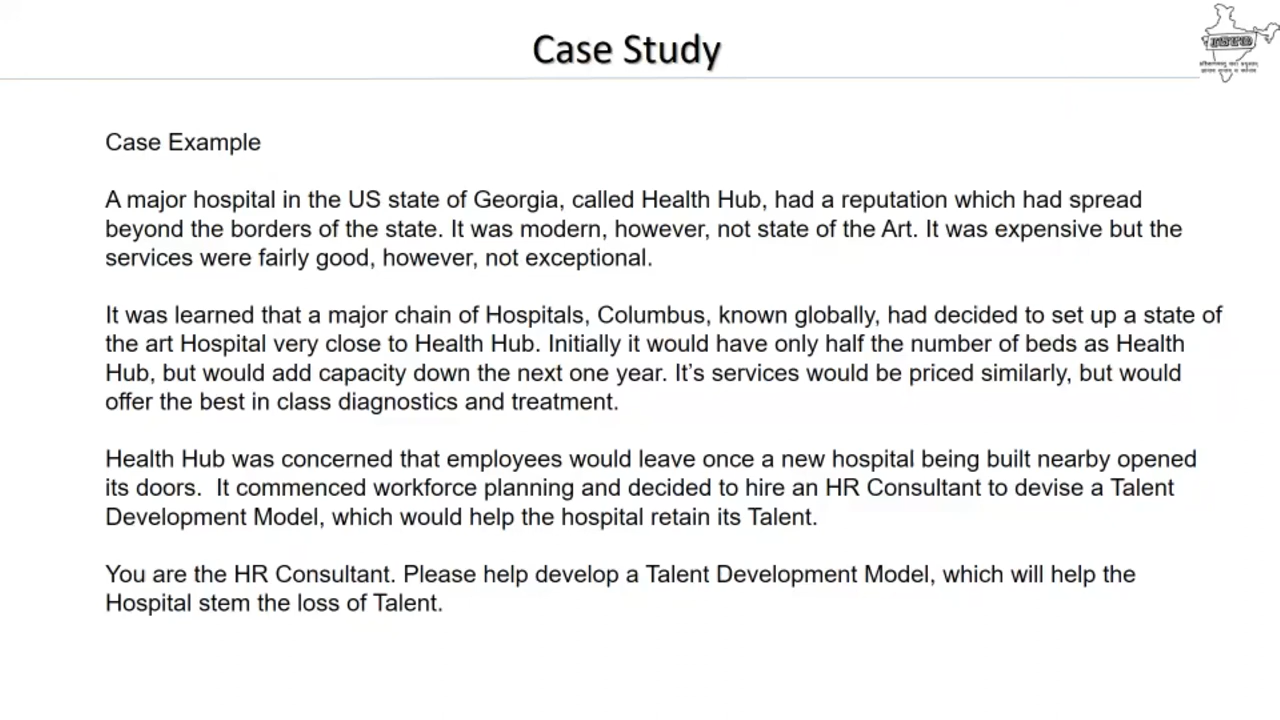 Case Study
Case Example
A major hospital in the US state of Georgia, called Health Hub, had a reputation which had spread
beyond the borders of the state. It was modern, however, not state of the Art. It was expensive but the
services were fairly good, however, not exceptional.
It was learned that a major chain of Hospitals, Columbus, known globally, had decided to set up a state of
the art Hospital very close to Health Hub. Initially it would have only half the number of beds as Health
Hub, but would add capacity down the next one year. It’s services would be priced similarly, but would
offer the best in class diagnostics and treatment.
Health Hub was concerned that employees would leave once a new hospital being built nearby opened
its doors.  It commenced workforce planning and decided to hire an HR Consultant to devise a Talent
Development Model, which would help the hospital retain its Talent.
You are the HR Consultant. Please help develop a Talent Development Model, which will help the
Hospital stem the loss of Talent.